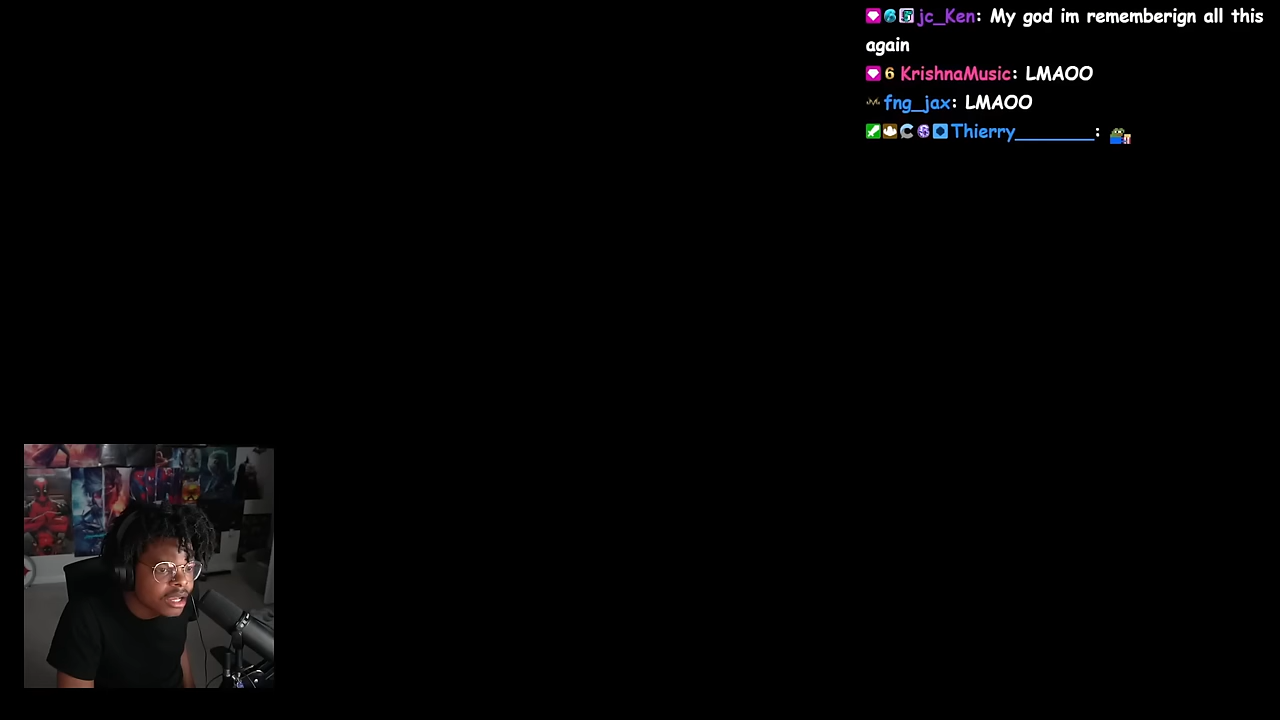 jc_Ken: My god im rememberign all this
again
6 KrishnaMusic: LMAOO
fng_jax: LMAOO
Thierry________: